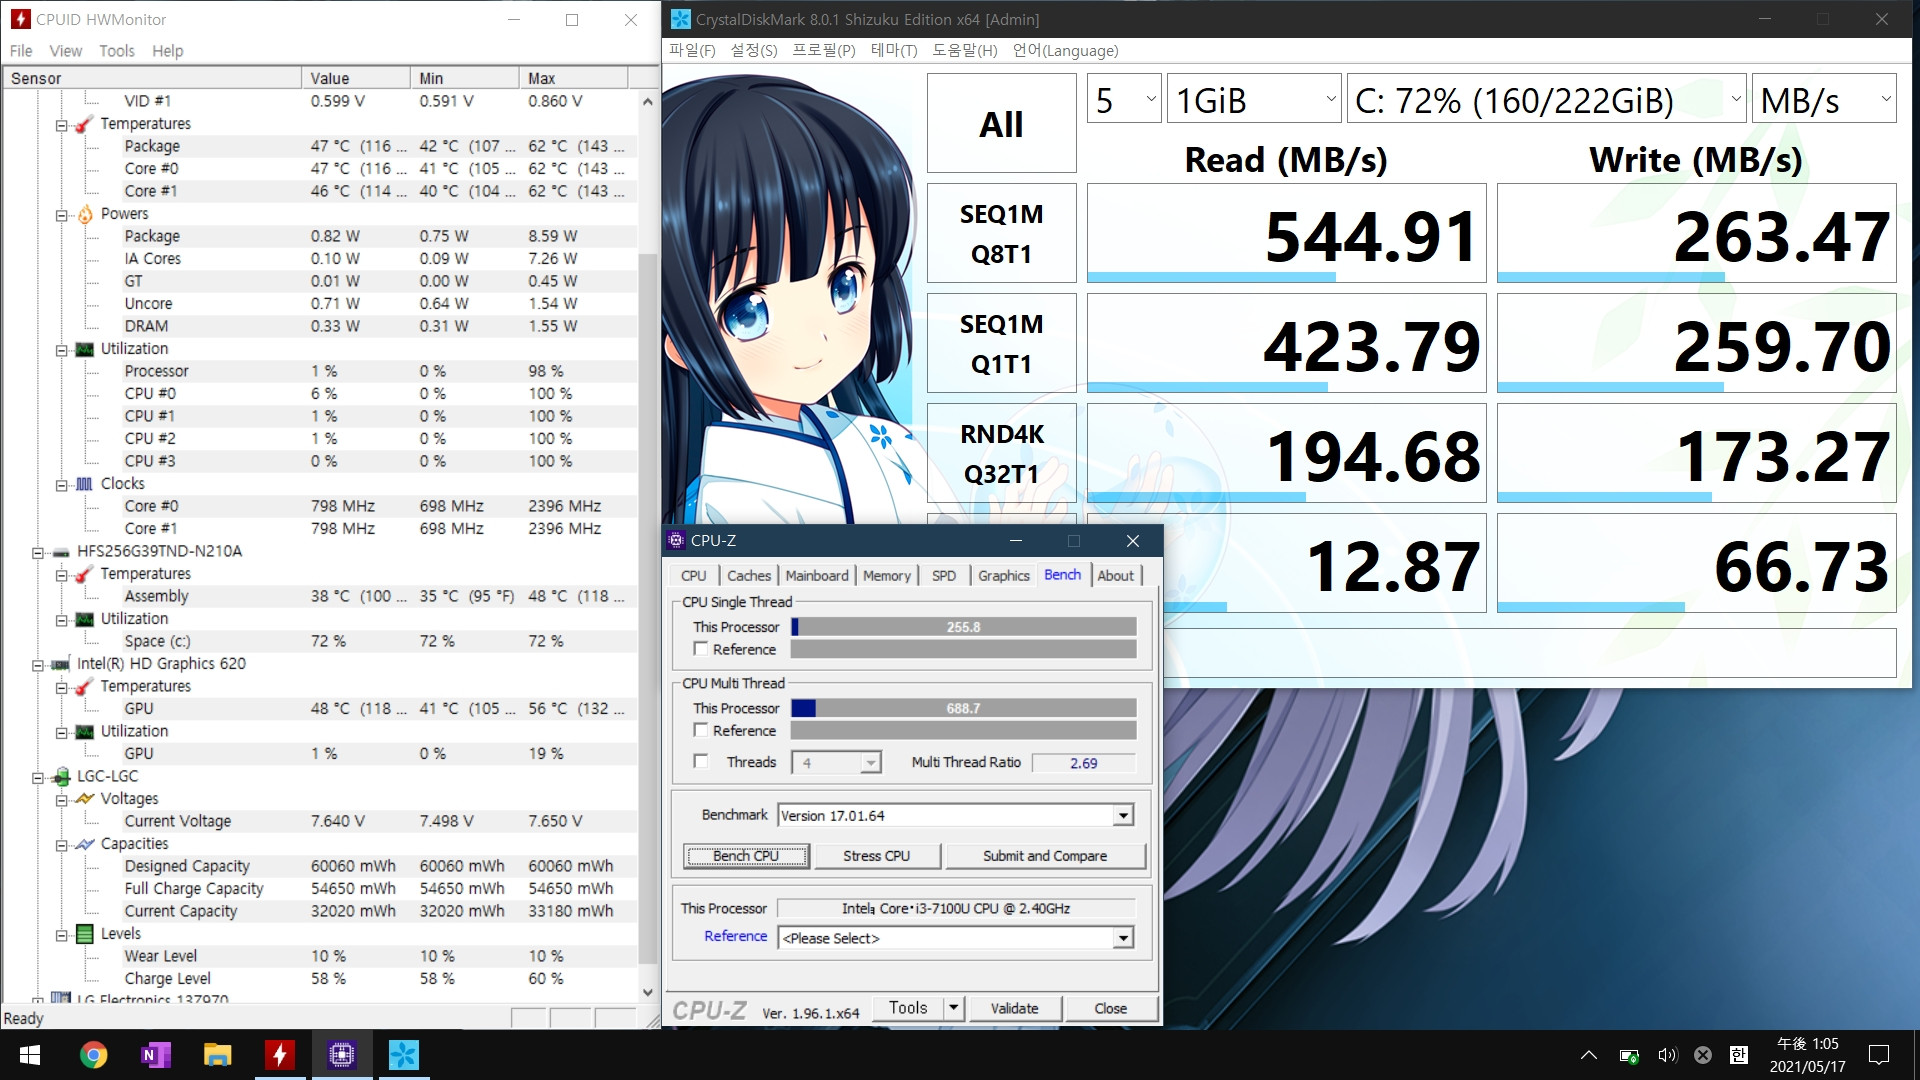 CPUID HWMonitor
File View Tools Help
Sensor Value Min Max
VID #1 0.599 V 0.591 V 0.860 V
Temperatures
Package 47 °C (116 ... 42 °C (107 ... 62 °C (143 ...
Core #0 47 °C (116 ... 41 °C (105 ... 62 °C (143 ...
Core #1 46 °C (114 ... 40 °C (104 ... 62 °C (143 ...
Powers
Package 0.82 W 0.75 W 8.59 W
IA Cores 0.10 W 0.09 W 7.26 W
GT 0.01 W 0.00 W 0.45 W
Uncore 0.71 W 0.64 W 1.54 W
DRAM 0.33 W 0.31 W 1.55 W
Utilization
Processor 1 % 0 % 98 %
CPU #0 6 % 0 % 100 %
CPU #1 1 % 0 % 100 %
CPU #2 1 % 0 % 100 %
CPU #3 0 % 0 % 100 %
Clocks
Core #0 798 MHz 698 MHz 2396 MHz
Core #1 798 MHz 698 MHz 2396 MHz
HFS256G39TND-N210A
Temperatures
Assembly 38 °C (100 ... 35 °C (95 °F) 48 °C (118 ...
Utilization
Space (c:) 72 % 72 % 72 %
Intel(R) HD Graphics 620
Temperatures
GPU 48 °C (118 ... 41 °C (105 ... 56 °C (132 ...
Utilization
GPU 1 % 0 % 19 %
LGC-LGC
Voltages
Current Voltage 7.640 V 7.498 V 7.650 V
Capacities
Designed Capacity 60060 mWh 60060 mWh 60060 mWh
Full Charge Capacity 54650 mWh 54650 mWh 54650 mWh
Current Capacity 32020 mWh 32020 mWh 33180 mWh
Levels
Wear Level 10 % 10 % 10 %
Charge Level 58 % 58 % 60 %
LG Electronics 13Z970
Ready
CrystalDiskMark 8.0.1 Shizuku Edition x64 [Admin]
파일(F) 설정(S) 프로필(P) 테마(T) 도움말(H) 언어(Language)
All 5 1GiB C: 72% (160/222GiB) MB/s
Read (MB/s) Write (MB/s)
SEQ1M Q8T1 544.91 263.47
SEQ1M Q1T1 423.79 259.70
RND4K Q32T1 194.68 173.27
12.87 66.73
CPU-Z
CPU Caches Mainboard Memory SPD Graphics Bench About
CPU Single Thread
This Processor 255.8
Reference
CPU Multi Thread
This Processor 688.7
Reference
Threads 4 Multi Thread Ratio 2.69
Benchmark Version 17.01.64
Bench CPU Stress CPU Submit and Compare
This Processor Intel Core i3-7100U CPU @ 2.40GHz
Reference <Please Select>
CPU-Z Ver. 1.96.1.x64 Tools Validate Close
한
午後 1:05
2021/05/17